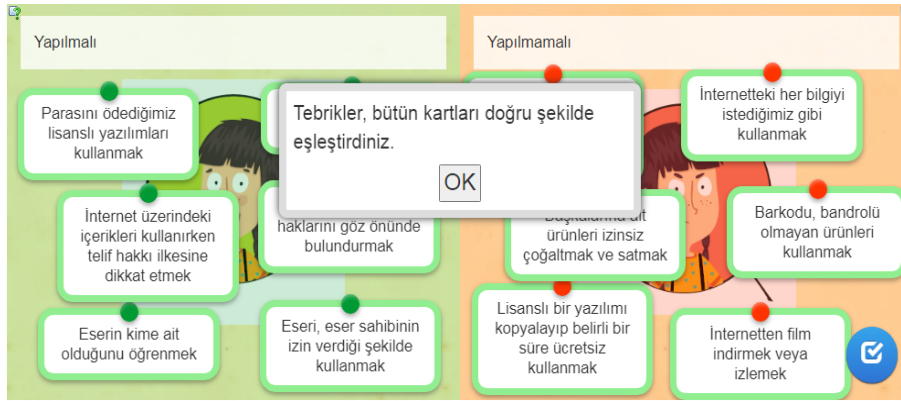 Yapılmalı
Yapılmamalı
Parasını ödediğimiz
lisanslı yazılımları
kullanmak
İnternet üzerindeki
içerikleri kullanırken
telif hakkı ilkesine
dikkat etmek
haklarını göz önünde
bulundurmak
Eserin kime ait
olduğunu öğrenmek
Eseri, eser sahibinin
izin verdiği şekilde
kullanmak
Tebrikler, bütün kartları doğru şekilde
eşleştirdiniz.
OK
İnternetteki her bilgiyi
istediğimiz gibi
kullanmak
Başkalarına ait
ürünleri izinsiz
çoğaltmak ve satmak
Barkodu, bandrolü
olmayan ürünleri
kullanmak
Lisanslı bir yazılımı
kopyalayıp belirli bir
süre ücretsiz
kullanmak
İnternetten film
indirmek veya
izlemek